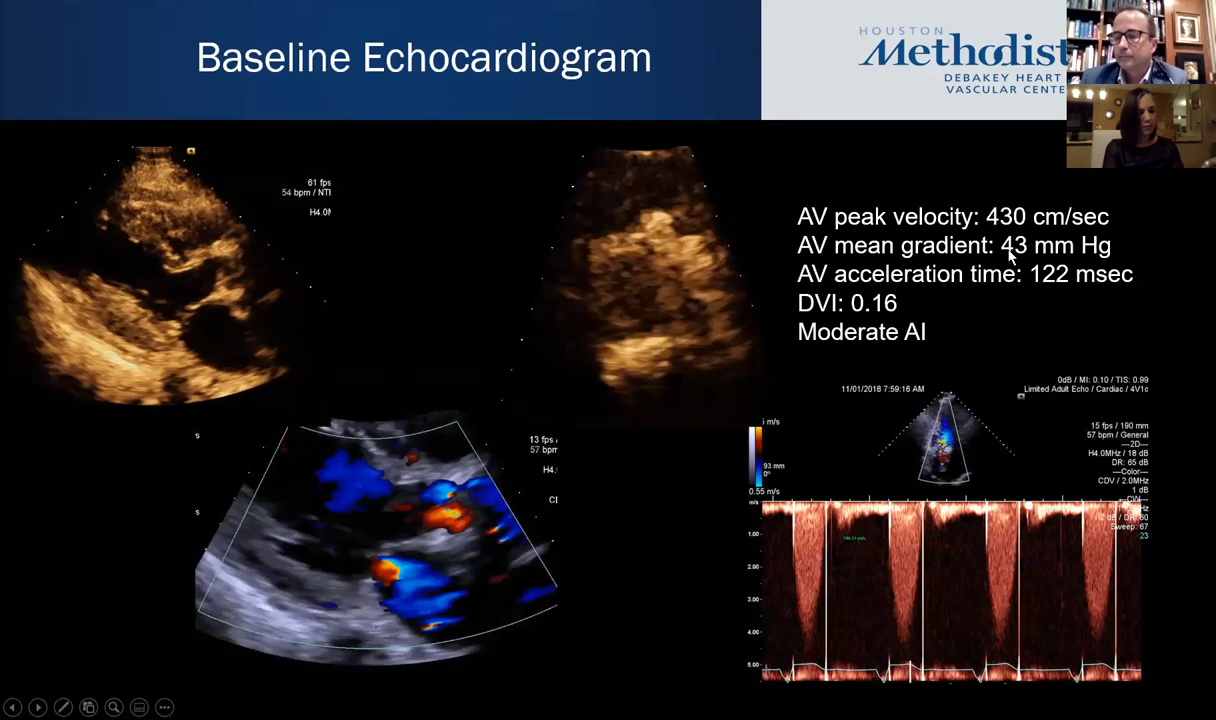 Baseline Echocardiogram
HOUSTON
Methodist
DEBAKEY HEART
VASCULAR CENTE
61 fps
54 bpm / NTI
AV peak velocity: 430 cm/sec
AV mean gradient: 43 mm Hg
AV acceleration time: 122 msec
DVI: 0.16
Moderate AI
0dB / MI: 0.10 / TIS: 0.99
11/01/2018 7:59:16 AM
Limited Adult Echo / Cardiac / 4V1c
m/s
13 fps
57 bpm
H4.
93 mm
0°
0.55 m/s
15 fps / 190 mm
57 bpm / General
---2D---
H4.0MHz / 18 dB
DR: 65 dB
---Color---
CDV / 2.0MHz
1 dB
---CW---
Sweep: 67
23
m/s
1.00
2.00
3.00
4.00
5.00